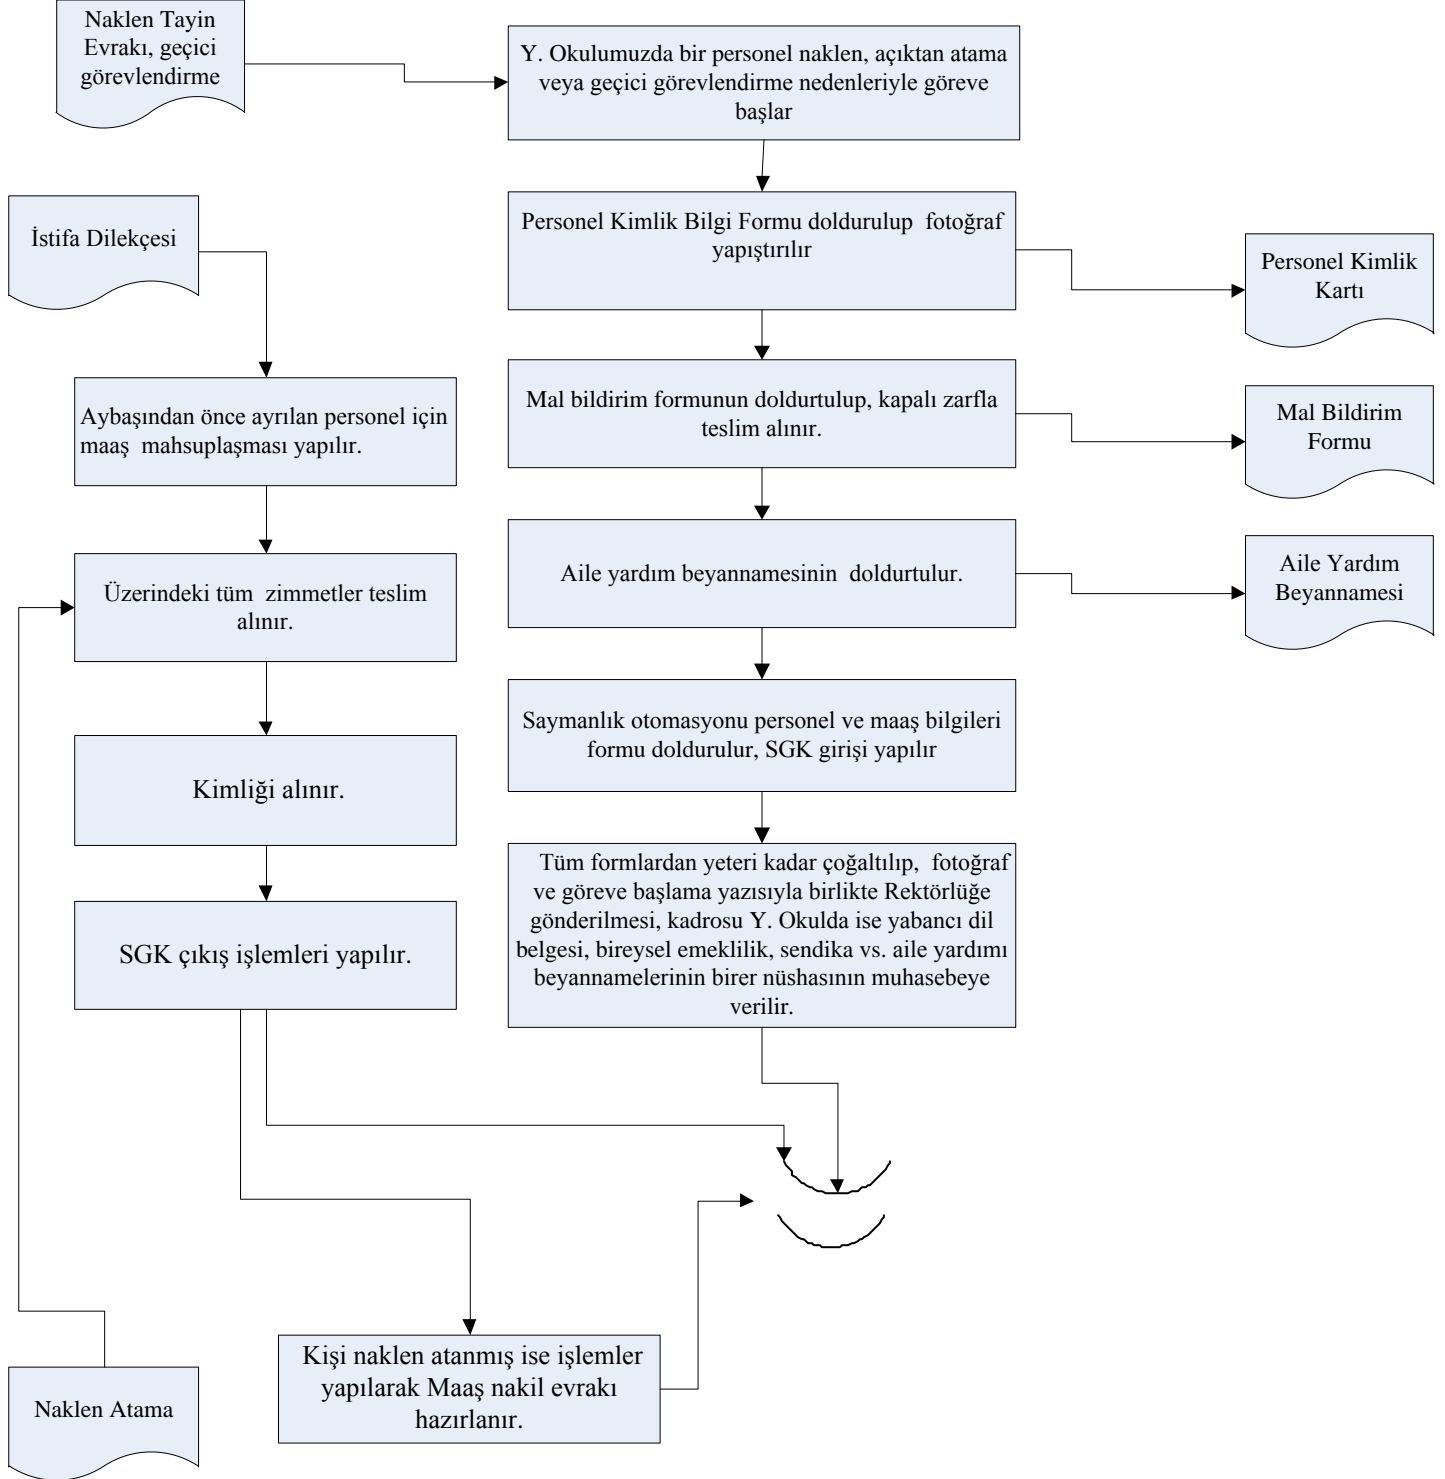 Naklen Tayin
Evrakı, geçici
görevlendirme
Y. Okulumuzda bir personel naklen, açıktan atama
veya geçici görevlendirme nedenleriyle göreve
başlar
İstifa Dilekçesi
Personel Kimlik Bilgi Formu doldurulup fotoğraf
yapıştırılır
Personel Kimlik
Kartı
Aybaşından önce ayrılan personel için
maaş mahsuplaşması yapılır.
Mal bildirim formunun doldurtulup, kapalı zarfla
teslim alınır.
Mal Bildirim
Formu
Üzerindeki tüm zimmetler teslim
alınır.
Aile yardım beyannamesinin doldurtulur.
Aile Yardım
Beyannamesi
Kimliği alınır.
Saymanlık otomasyonu personel ve maaş bilgileri
formu doldurulur, SGK girişi yapılır
SGK çıkış işlemleri yapılır.
Tüm formlardan yeteri kadar çoğaltılıp, fotoğraf
ve göreve başlama yazısıyla birlikte Rektörlüğe
gönderilmesi, kadrosu Y. Okulda ise yabancı dil
belgesi, bireysel emeklilik, sendika vs. aile yardımı
beyannamelerinin birer nüshasının muhasebeye
verilir.
Kişi naklen atanmış ise işlemler
yapılarak Maaş nakil evrakı
hazırlanır.
Naklen Atama